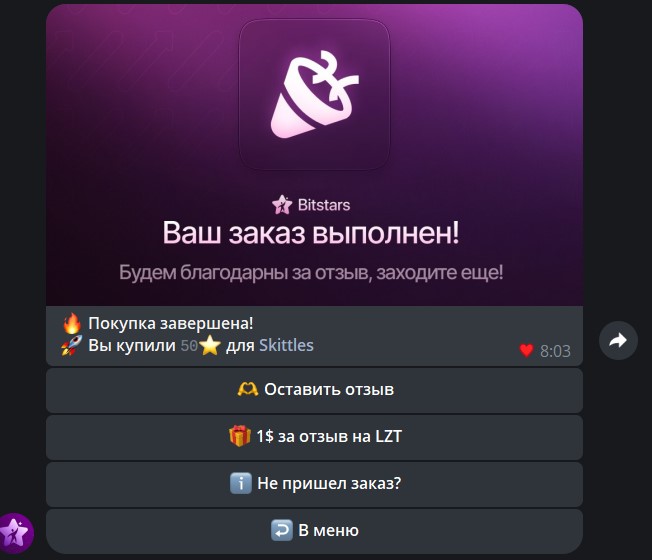 Bitstars
Ваш заказ выполнен!
Будем благодарны за отзыв, заходите еще!
🔥 Покупка завершена!
🚀 Вы купили 50⭐ для Skittles
❤ 8:03
🫶 Оставить отзыв
🎁 1$ за отзыв на LZT
ℹ️ Не пришел заказ?
↩️ В меню